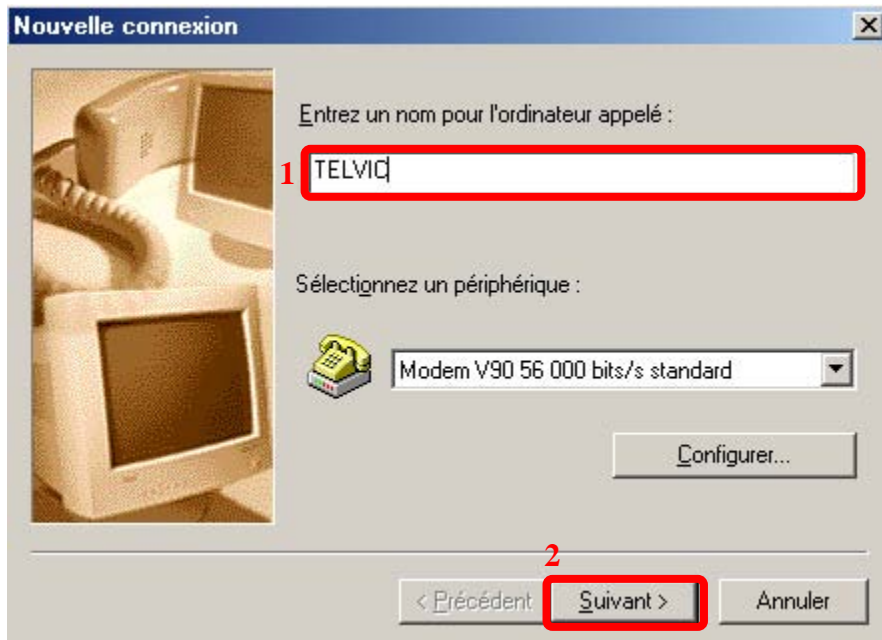 Nouvelle connexion
Entrez un nom pour l'ordinateur appelé :
1 TELVIC
Sélectionnez un périphérique :
Modem V90 56 000 bits/s standard
Configurer...
2
< Précédent Suivant > Annuler